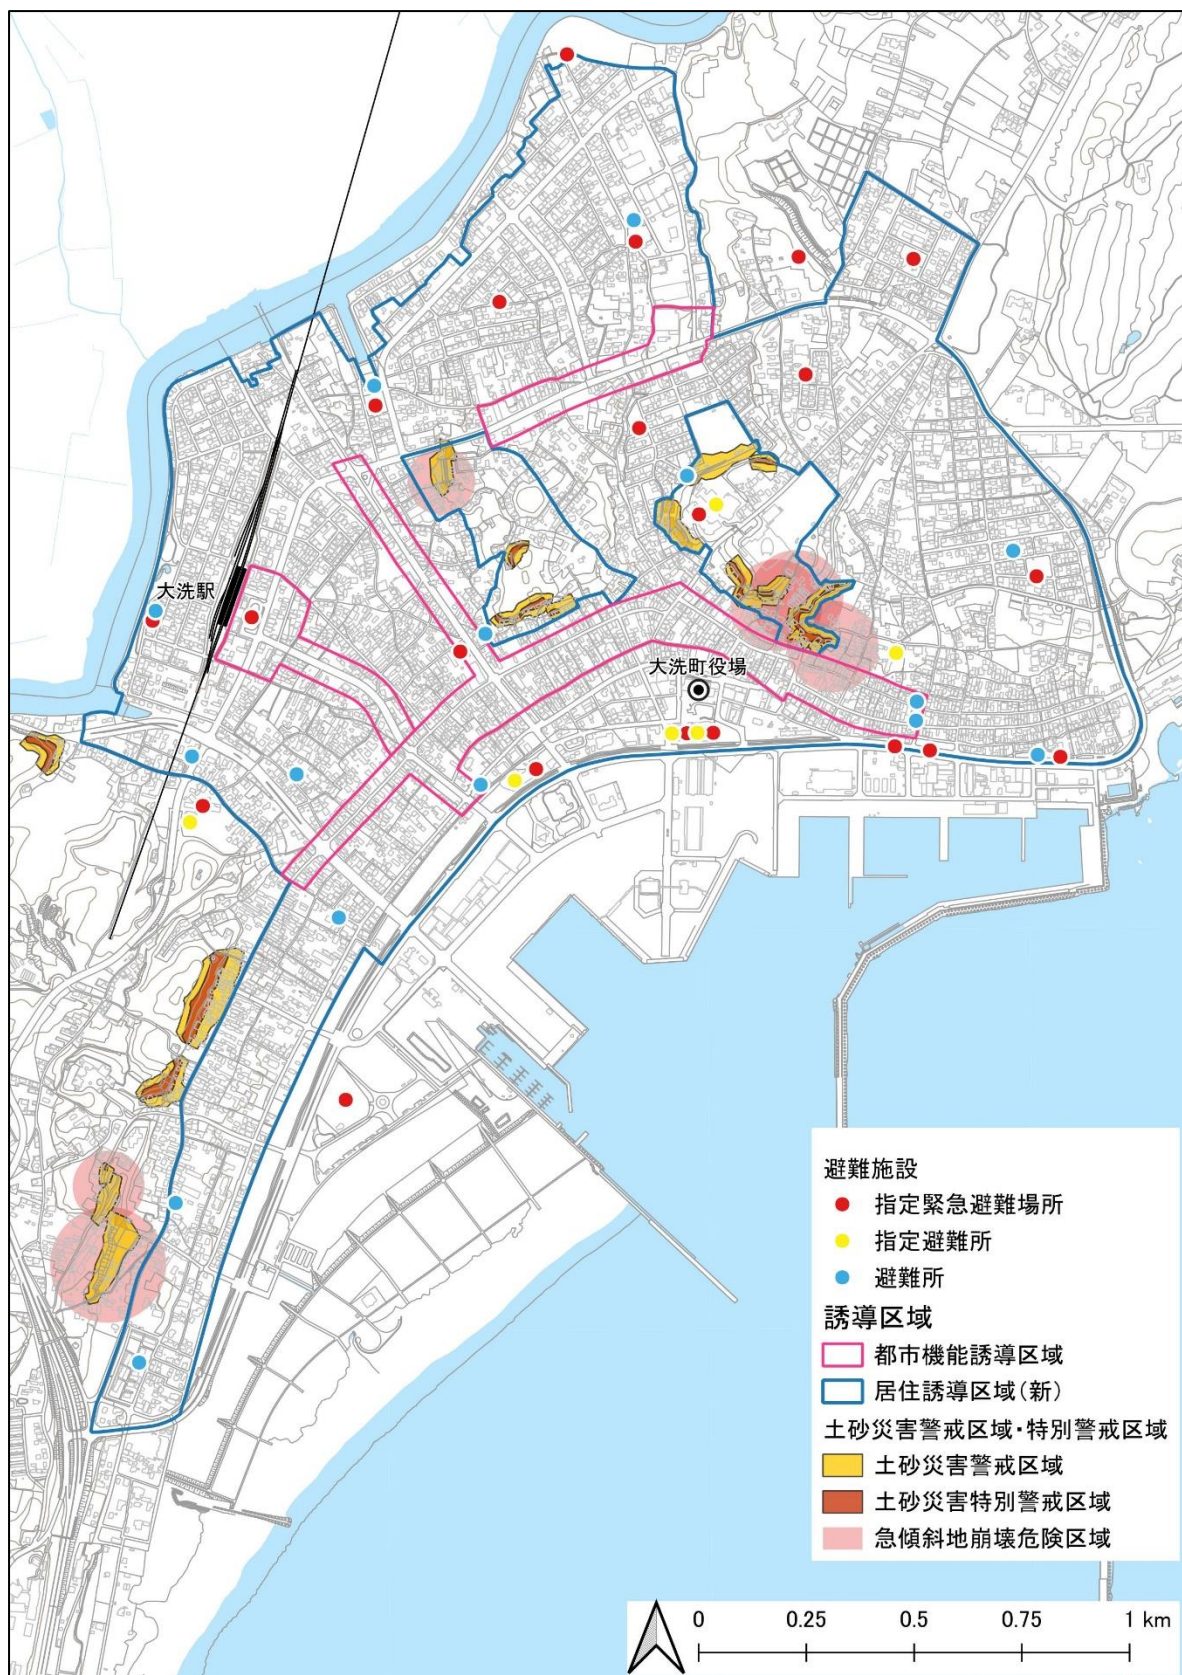 大洗駅
大洗町役場
避難施設
指定緊急避難場所
指定避難所
避難所
誘導区域
都市機能誘導区域
居住誘導区域(新)
土砂災害警戒区域・特別警戒区域
土砂災害警戒区域
土砂災害特別警戒区域
急傾斜地崩壊危険区域
0 0.25 0.5 0.75 1 km